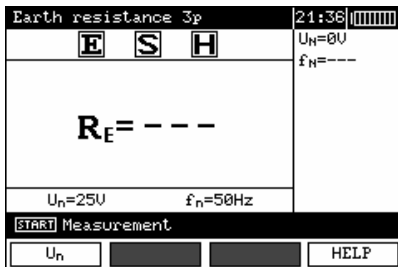 Earth resistance 3p
21:36
E S H
U_N=0V
f_N=---
R_E=---
U_n=25V f_n=50Hz
START Measurement
U_n HELP